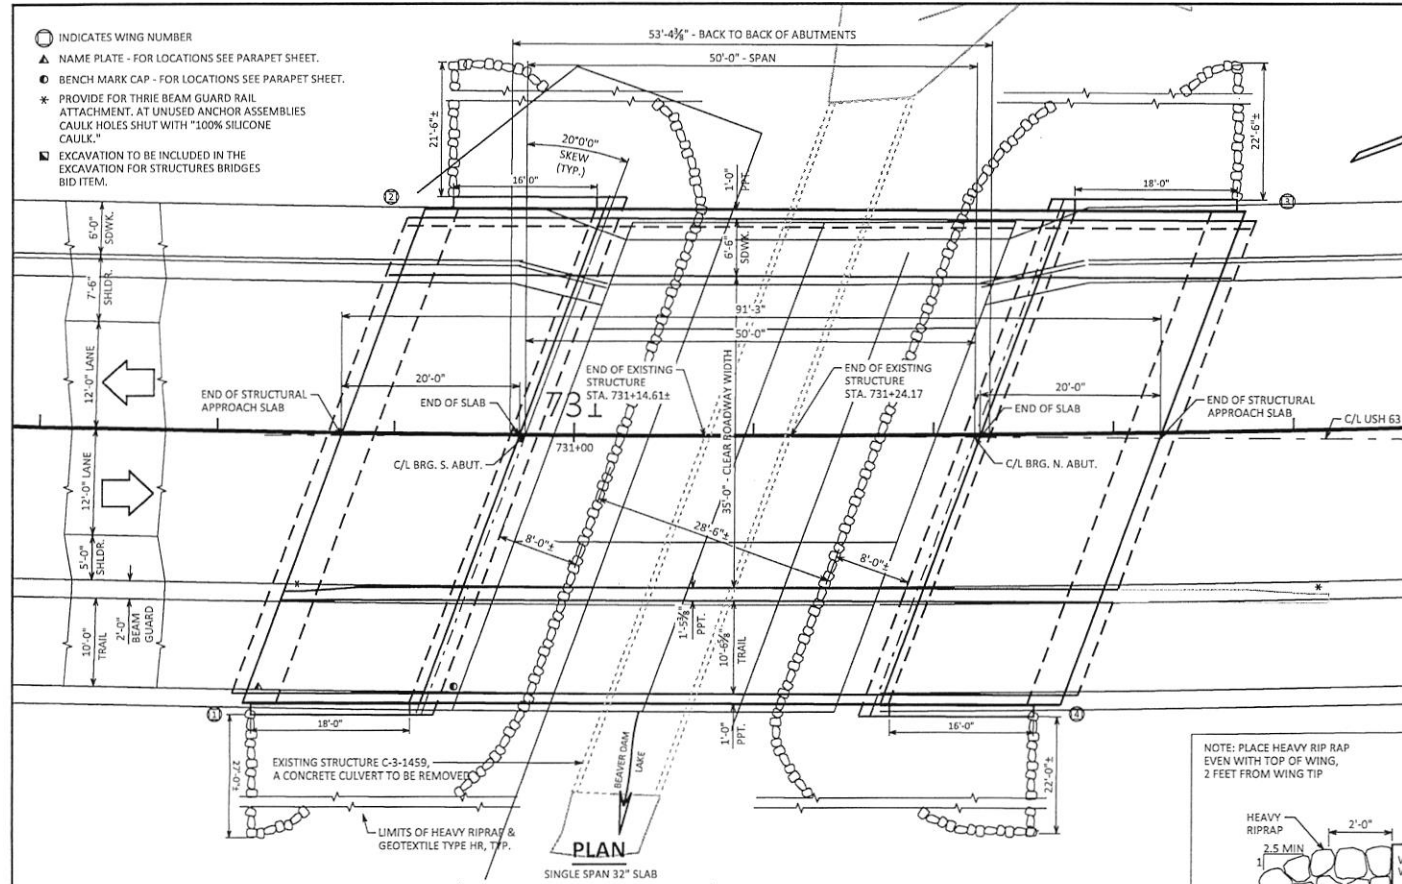 INDICATES WING NUMBER
NAME PLATE - FOR LOCATIONS SEE PARAPET SHEET.
BENCH MARK CAP - FOR LOCATIONS SEE PARAPET SHEET.
* PROVIDE FOR THRIE BEAM GUARD RAIL
ATTACHMENT. AT UNUSED ANCHOR ASSEMBLIES
CAULK HOLES SHUT WITH "100% SILICONE
CAULK."
EXCAVATION TO BE INCLUDED IN THE
EXCAVATION FOR STRUCTURES BRIDGES
BID ITEM.
53'-4⅜" - BACK TO BACK OF ABUTMENTS
50'-0" - SPAN
21'-6"±
20°0'0"
SKEW
(TYP.)
16'-0"
1'-0"
PPT.
18'-0"
22'-6"±
2
3
6'-0"
SDWK.
6'-6"
SDWK.
7'-6"
SHLDR.
91'-3"
50'-0"
12'-0" LANE
20'-0"
END OF STRUCTURAL
APPROACH SLAB
END OF SLAB
731
731+00
END OF EXISTING
STRUCTURE
STA. 731+14.61±
35'-0" - CLEAR ROADWAY WIDTH
END OF EXISTING
STRUCTURE
STA. 731+24.17
20'-0"
END OF SLAB
END OF STRUCTURAL
APPROACH SLAB
C/L USH 63
C/L BRG. S. ABUT.
C/L BRG. N. ABUT.
12'-0" LANE
5'-0"
SHLDR.
8'-0"±
28'-6"±
8'-0"±
*
*
10'-0"
TRAIL
2'-0"
BEAM
GUARD
1'-5⅝"
PPT.
10'-6⅝"
TRAIL
1
18'-0"
1'-0"
PPT.
16'-0"
4
27'-0"±
22'-0"±
EXISTING STRUCTURE C-3-1459,
A CONCRETE CULVERT TO BE REMOVED
BEAVER DAM
LAKE
LIMITS OF HEAVY RIPRAP &
GEOTEXTILE TYPE HR, TYP.
PLAN
SINGLE SPAN 32" SLAB
NOTE: PLACE HEAVY RIP RAP
EVEN WITH TOP OF WING,
2 FEET FROM WING TIP
HEAVY
RIPRAP
2'-0"
2.5 MIN
1